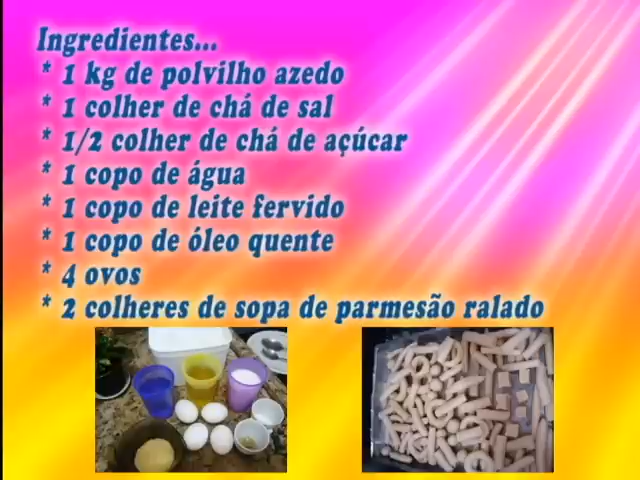 Ingredientes...
* 1 kg de polvilho azedo
* 1 colher de chá de sal
* 1/2 colher de chá de açúcar
* 1 copo de água
* 1 copo de leite fervido
* 1 copo de óleo quente
* 4 ovos
* 2 colheres de sopa de parmesão ralado